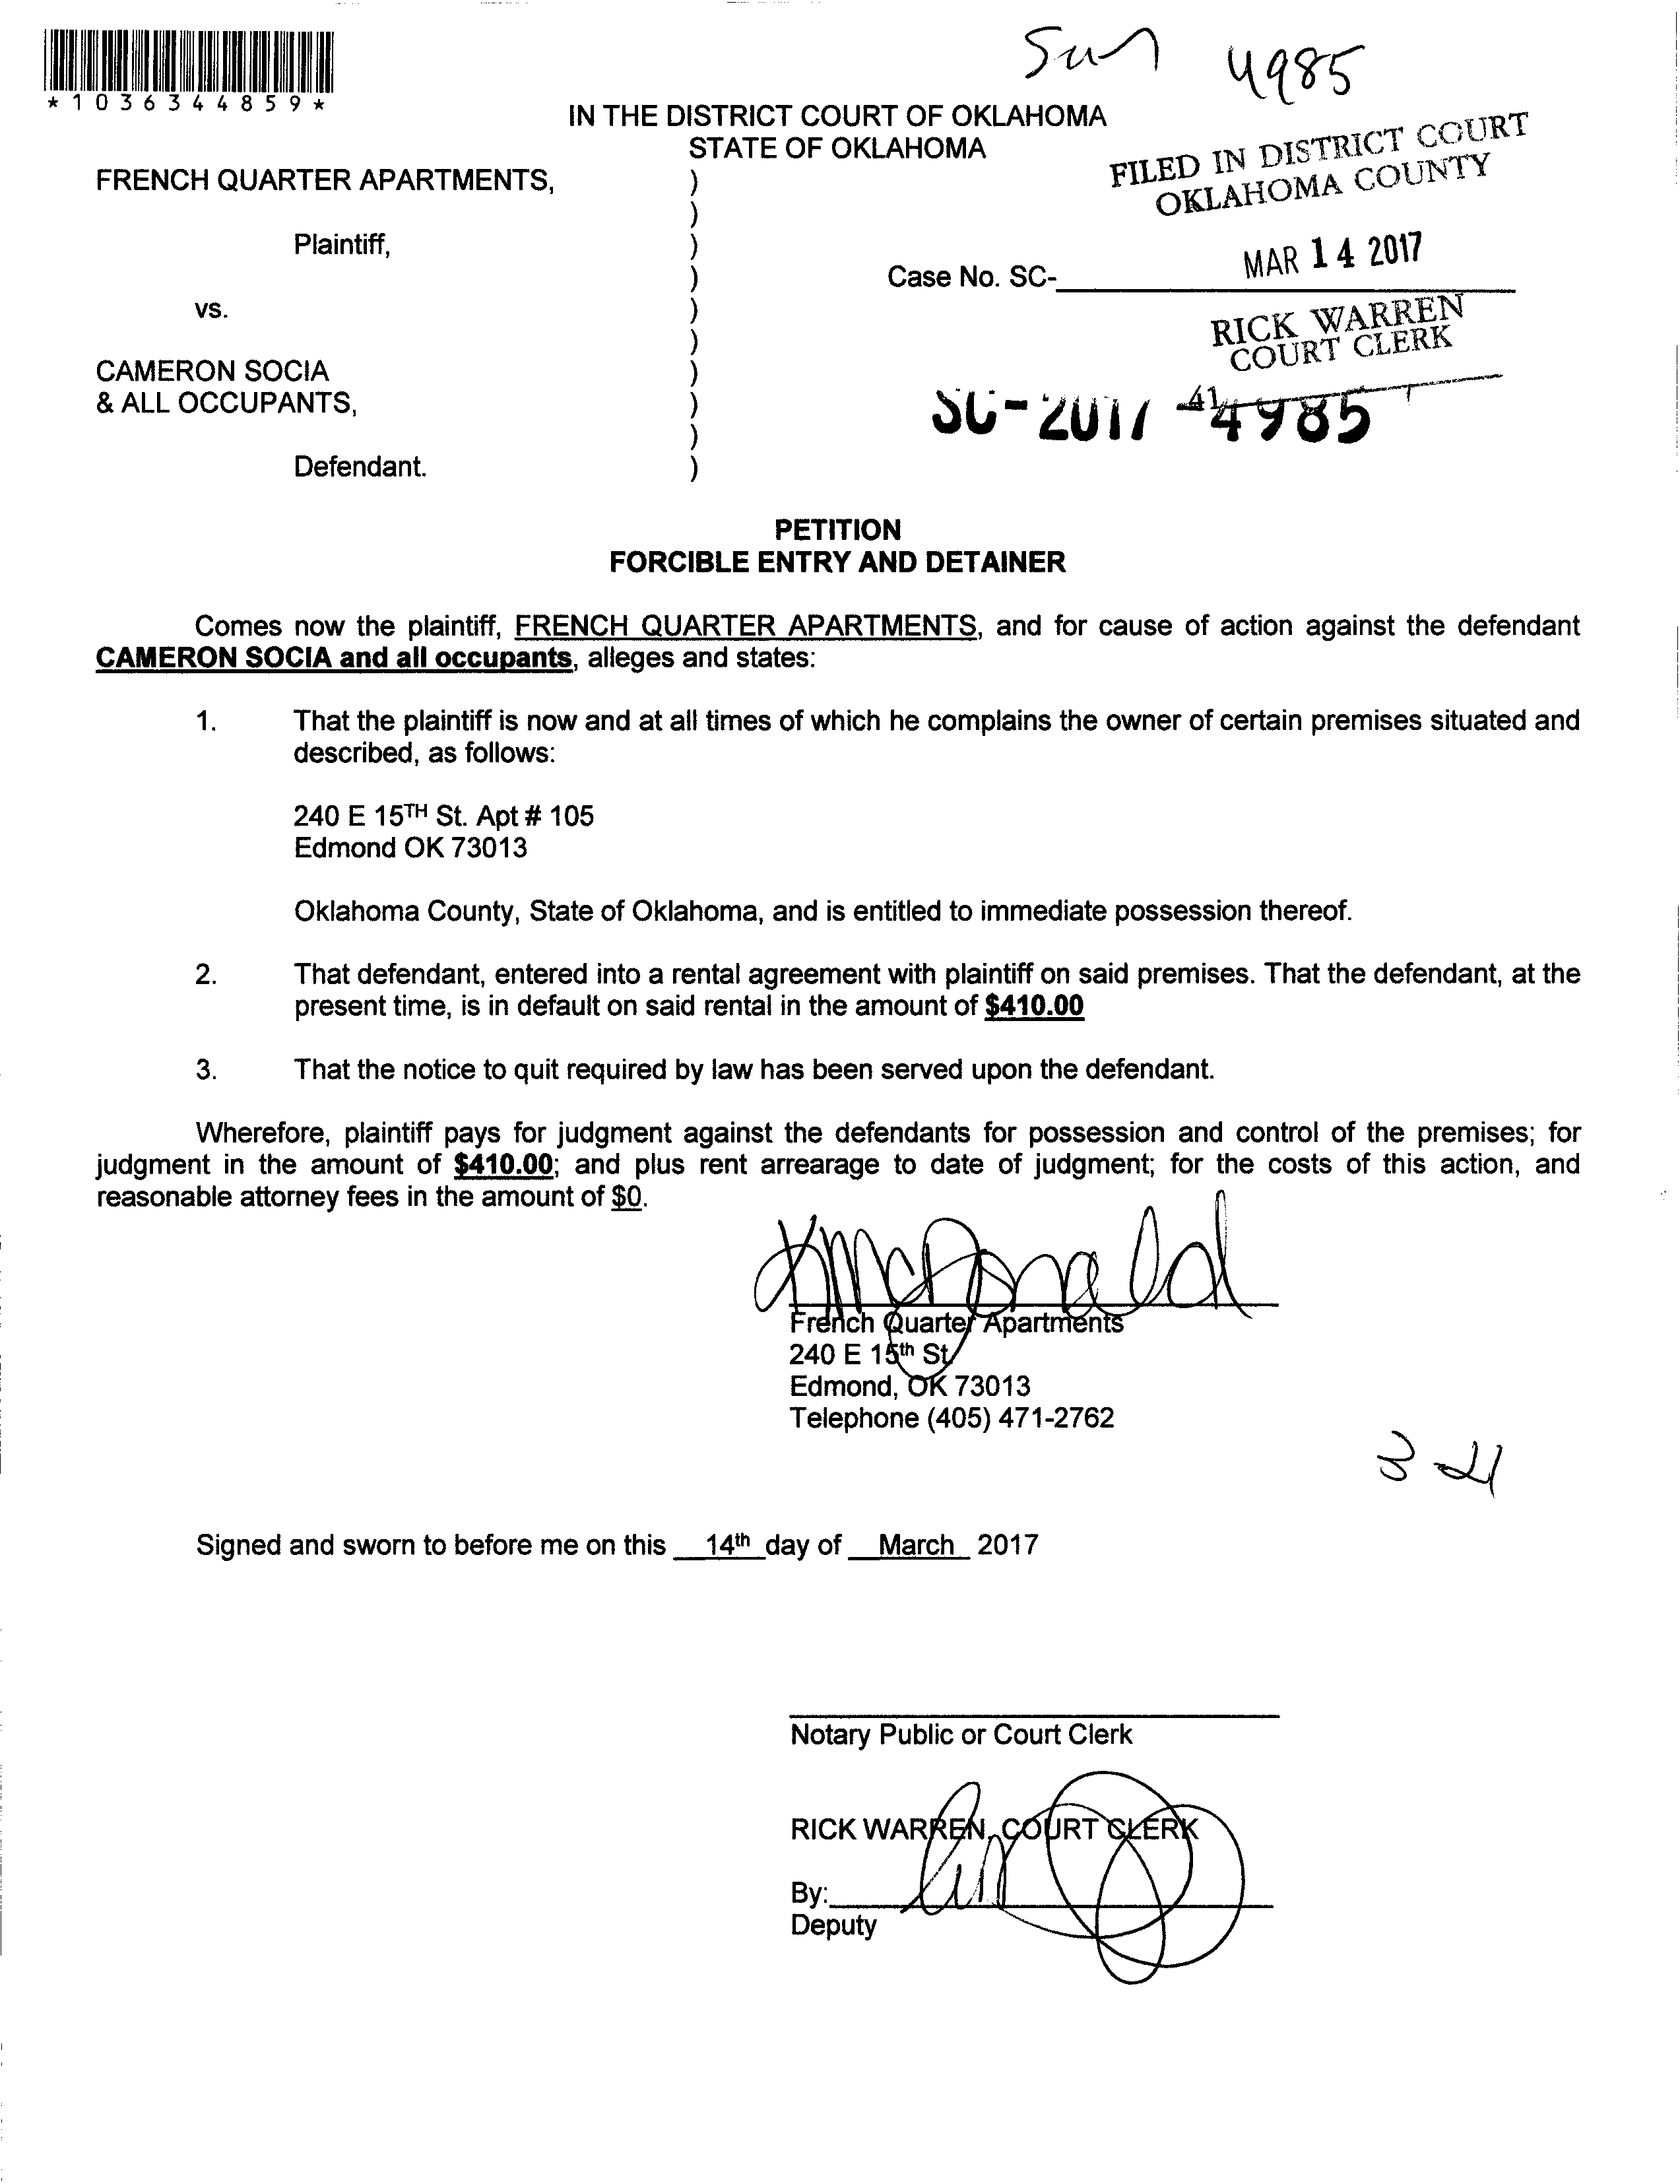 4985
*1036344859*
IN THE DISTRICT COURT OF OKLAHOMA
STATE OF OKLAHOMA
FILED IN DISTRICT COURT
OKLAHOMA COUNTY
FRENCH QUARTER APARTMENTS, )
)
Plaintiff, )
MAR 14 2017
) Case No. SC-
vs. )
RICK WARREN
COURT CLERK
)
CAMERON SOCIA )
& ALL OCCUPANTS, ) SC-2017 4985
41
)
Defendant. )
PETITION
FORCIBLE ENTRY AND DETAINER
Comes now the plaintiff, FRENCH QUARTER APARTMENTS, and for cause of action against the defendant
CAMERON SOCIA and all occupants, alleges and states:
1. That the plaintiff is now and at all times of which he complains the owner of certain premises situated and
described, as follows:
240 E 15TH St. Apt # 105
Edmond OK 73013
Oklahoma County, State of Oklahoma, and is entitled to immediate possession thereof.
2. That defendant, entered into a rental agreement with plaintiff on said premises. That the defendant, at the
present time, is in default on said rental in the amount of $410.00
3. That the notice to quit required by law has been served upon the defendant.
Wherefore, plaintiff pays for judgment against the defendants for possession and control of the premises; for
judgment in the amount of $410.00; and plus rent arrearage to date of judgment; for the costs of this action, and
reasonable attorney fees in the amount of $0.
KMcDonald
French Quarter Apartments
240 E 15th St
Edmond, OK 73013
Telephone (405) 471-2762
Signed and sworn to before me on this 14th day of March 2017
Notary Public or Court Clerk
RICK WARREN, COURT CLERK
By:
Deputy